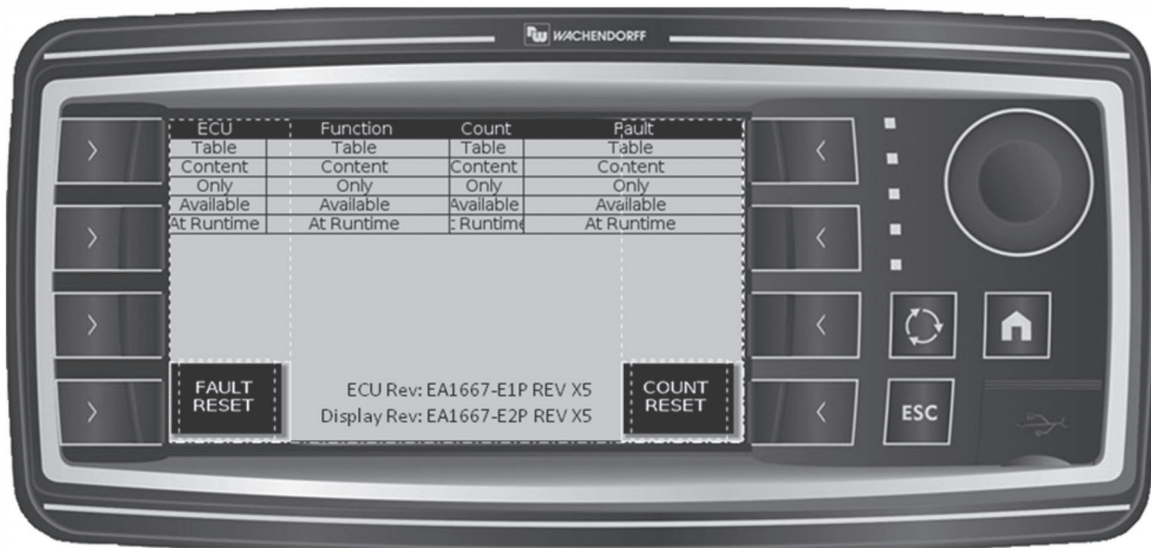 WACHENDORFF
ECU Function Count Fault
Table Table Table Table
Content Content Content Content
Only Only Only Only
Available Available Available Available
At Runtime At Runtime t Runtime At Runtime
FAULT RESET
ECU Rev: EA1667-E1P REV X5
Display Rev: EA1667-E2P REV X5
COUNT RESET
ESC